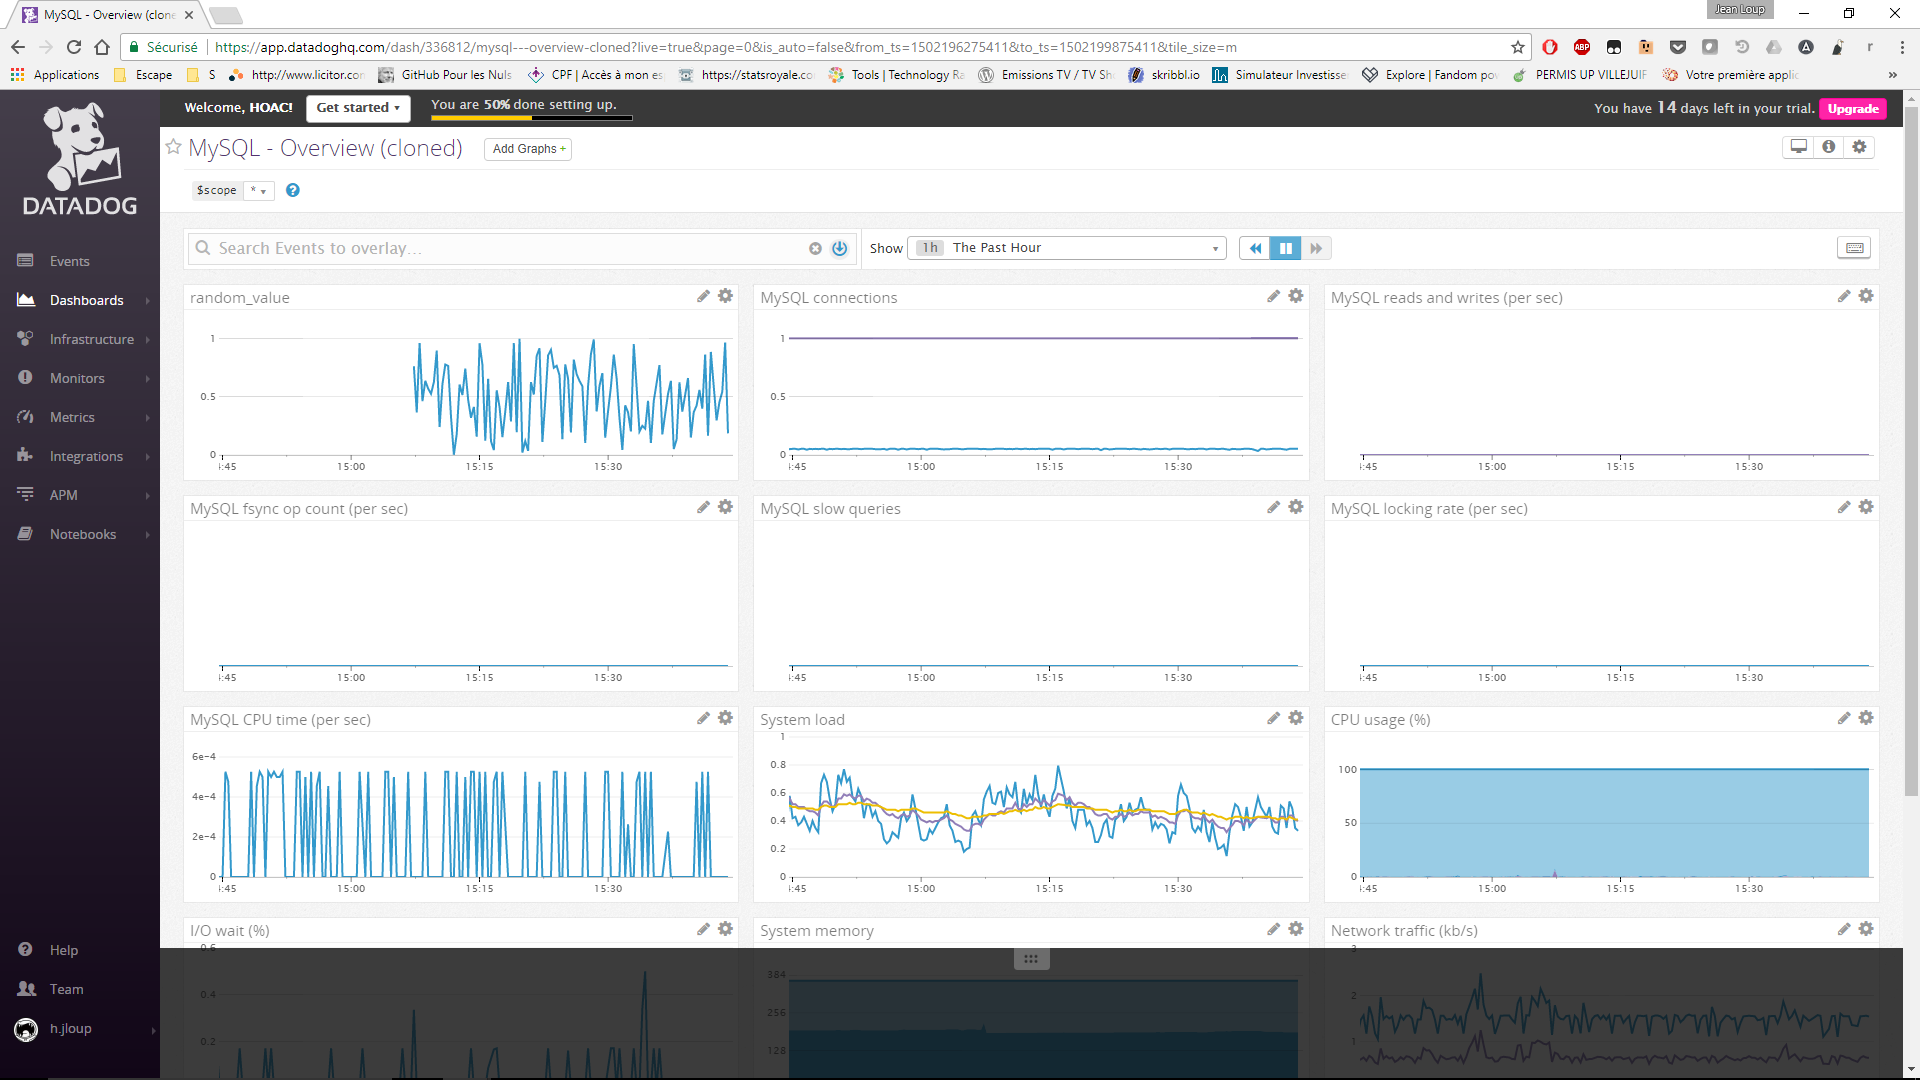 MySQL - Overview (clone
Jean Loup
Sécurisé
https://app.datadoghq.com/dash/336812/mysql---overview-cloned?live=true&page=0&is_auto=false&from_ts=1502196275411&to_ts=1502199875411&tile_size=m
ABP
Applications
Escape
S
http://www.licitor.con
GitHub Pour les Nuls
CPF | Accès à mon es
https://statsroyale.co
Tools | Technology Ra
Emissions TV / TV Sh
skribbl.io
Simulateur Investisse
Explore | Fandom pow
PERMIS UP VILLEJUIF
Votre première applic
Welcome, HOAC!
Get started
You are 50% done setting up.
You have 14 days left in your trial.
Upgrade
DATADOG
Events
Dashboards
Infrastructure
Monitors
Metrics
Integrations
APM
Notebooks
Help
Team
h.jloup
MySQL - Overview (cloned)
Add Graphs +
$scope
*
Search Events to overlay...
Show
1h The Past Hour
random_value
1
0.5
0
:45 15:00 15:15 15:30
MySQL connections
1
0.5
0
:45 15:00 15:15 15:30
MySQL reads and writes (per sec)
:45 15:00 15:15 15:30
MySQL fsync op count (per sec)
:45 15:00 15:15 15:30
MySQL slow queries
:45 15:00 15:15 15:30
MySQL locking rate (per sec)
:45 15:00 15:15 15:30
MySQL CPU time (per sec)
6e-4
4e-4
2e-4
0
:45 15:00 15:15 15:30
System load
1
0.8
0.6
0.4
0.2
0
:45 15:00 15:15 15:30
CPU usage (%)
100
50
0
:45 15:00 15:15 15:30
I/O wait (%)
0.6
0.4
0.2
System memory
384
256
128
Network traffic (kb/s)
3
2
1